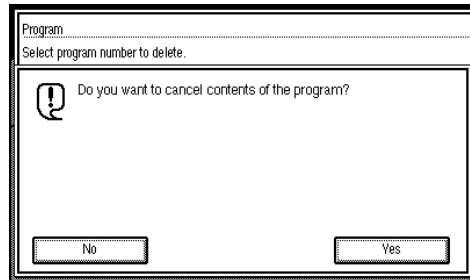 Program
Select program number to delete.
Do you want to cancel contents of the program?
No
Yes